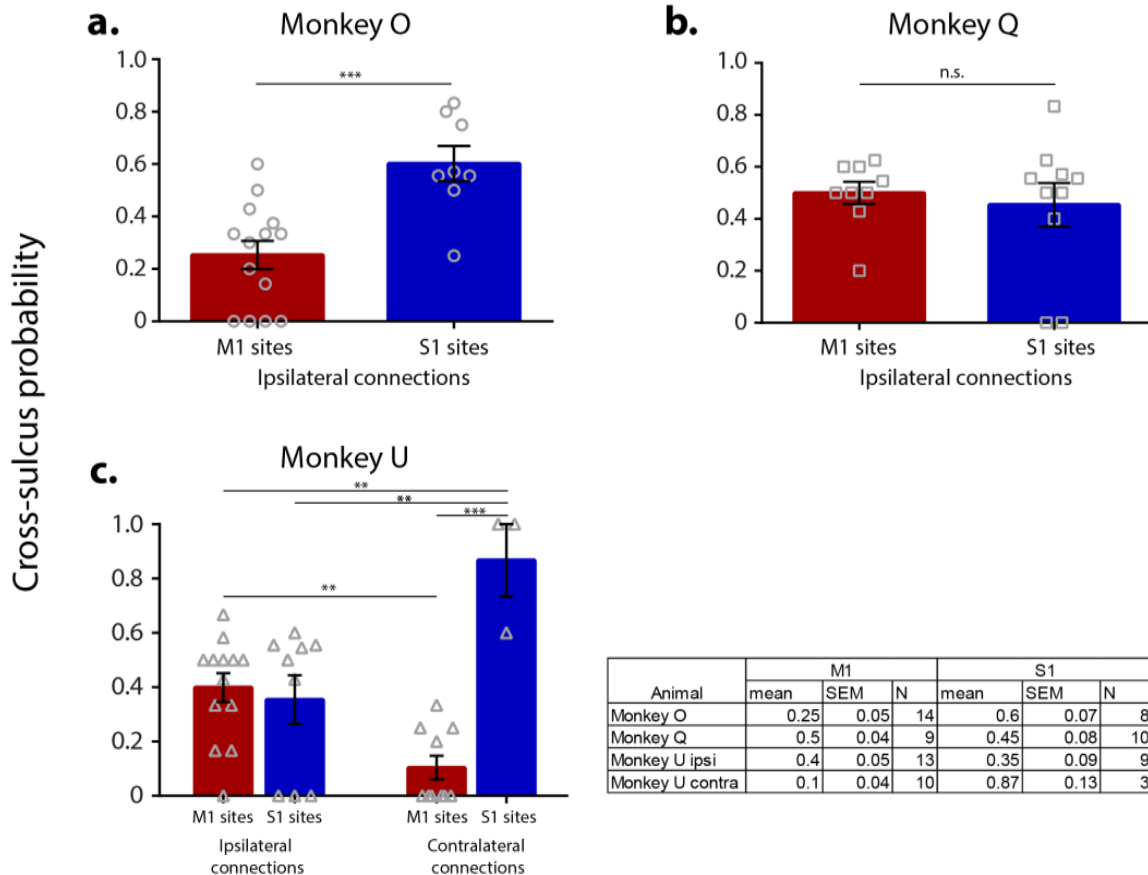 a. Monkey O
1.0
0.8
0.6
0.4
0.2
0
***
M1 sites S1 sites
Ipsilateral connections
b. Monkey Q
1.0
0.8
0.6
0.4
0.2
0
n.s.
M1 sites S1 sites
Ipsilateral connections
Cross-sulcus probability
c. Monkey U
**
**
***
1.0
0.8
0.6
0.4
0.2
0
**
M1 sites S1 sites M1 sites S1 sites
Ipsilateral connections
Contralateral connections
M1 S1
Animal mean SEM N mean SEM N
Monkey O 0.25 0.05 14 0.6 0.07 8
Monkey Q 0.5 0.04 9 0.45 0.08 10
Monkey U ipsi 0.4 0.05 13 0.35 0.09 9
Monkey U contra 0.1 0.04 10 0.87 0.13 3